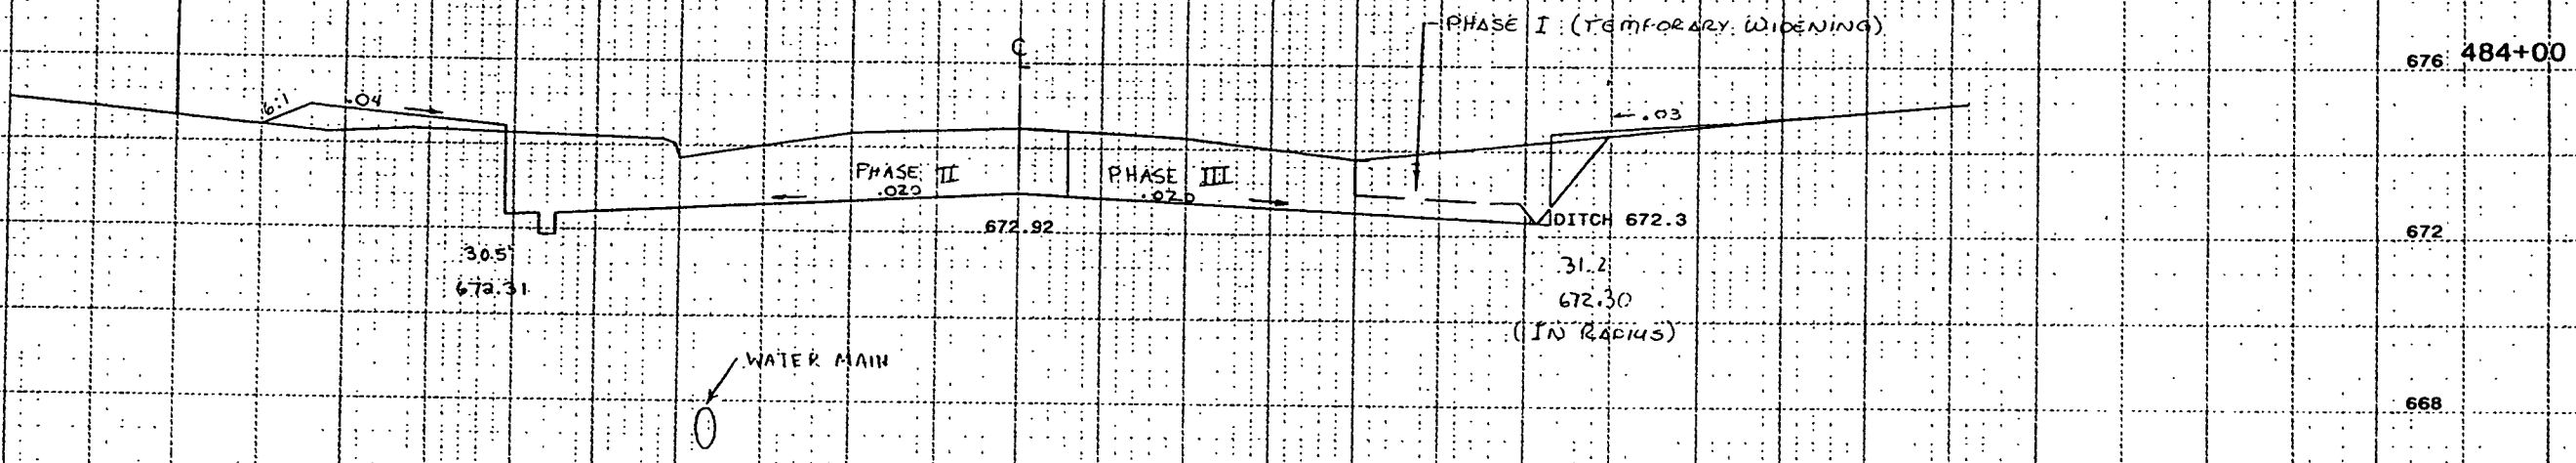 PHASE I (TEMPORARY WIDENING)
℄
676 484+00
6:1
.04
.03
PHASE II
.020
PHASE III
.020
672.92
DITCH 672.3
672
30.5
672.31
31.2
672.30
(IN RADIUS)
WATER MAIN
668